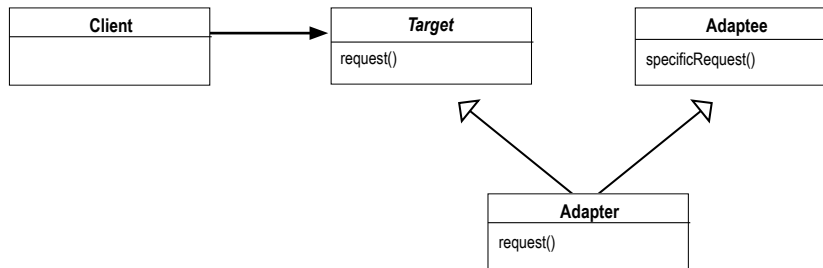 Client
Target
request()
Adaptee
specificRequest()
Adapter
request()